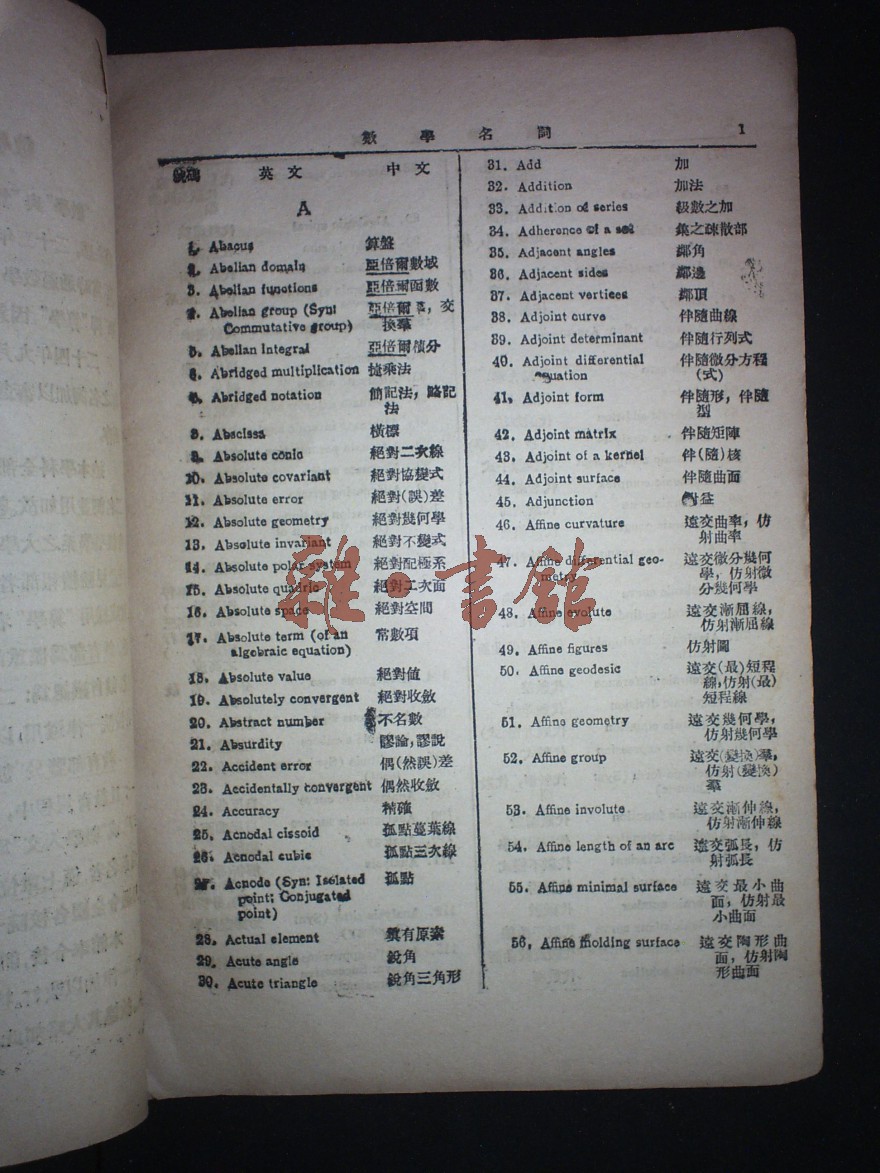 數學名詞 1
號碼 英文 中文
A
1. Abacus 算盤
2. Abelian domain 亞倍爾數域
3. Abelian functions 亞倍爾函數
4. Abelian group (Syn: 亞倍爾羣，交
Commutative group) 換羣
5. Abelian Integral 亞倍爾積分
6. Abridged multiplication 捷乘法
Abridged notation 簡記法，略記
法
8. Abscissa 橫標
9. Absolute conic 絕對二次線
10. Absolute covariant 絕對協變式
11. Absolute error 絕對(誤)差
12. Absolute geometry 絕對幾何學
13. Absolute invariant 絕對不變式
14. Absolute polar system 絕對配極系
15. Absolute quadric 絕對二次面
16. Absolute space 絕對空間
17. Absolute term (of an 常數項
algebraic equation)
18. Absolute value 絕對値
19. Absolutely convergent 絕對收斂
20. Abstract number 不名數
21. Absurdity 謬論，謬說
22. Accident error 偶(然誤)差
23. Accidentally convergent 偶然收斂
24. Accuracy 精確
25. Acnodal cissoid 孤點蔓葉線
26. Acnodal cubic 孤點三次線
27. Acnode (Syn: Isolated 孤點
point; Conjugated
point)
28. Actual element 實有原素
29. Acute angle 銳角
30. Acute triangle 銳角三角形
31. Add 加
32. Addition 加法
33. Addition of series 級數之加
34. Adherence of a set 集之疎散部
35. Adjacent angles 鄰角
36. Adjacent sides 鄰邊
37. Adjacent vertices 鄰頂
38. Adjoint curve 伴隨曲線
39. Adjoint determinant 伴隨行列式
40. Adjoint differential 伴隨微分方程
equation (式)
41. Adjoint form 伴隨形，伴隨
型
42. Adjoint matrix 伴隨矩陣
43. Adjoint of a kernel 伴(隨)核
44. Adjoint surface 伴隨曲面
45. Adjunction 附益
46. Affine curvature 遠交曲率，仿
射曲率
47. Affine differential geo- 遠交微分幾何
metry 學，仿射微
分幾何學
48. Affine evolute 遠交漸屈線，
仿射漸屈線
49. Affine figures 仿射圖
50. Affine geodesic 遠交(最)短程
線，仿射(最)
短程線
51. Affine geometry 遠交幾何學，
仿射幾何學
52. Affine group 遠交(變換)羣，
仿射(變換)
羣
53. Affine involute 遠交漸伸線，
仿射漸伸線
54. Affine length of an arc 遠交弧長，仿
射弧長
55. Affine minimal surface 遠交最小曲
面，仿射最
小曲面
56. Affine molding surface 遠交陶形曲
面，仿射陶
形曲面
雜·書館